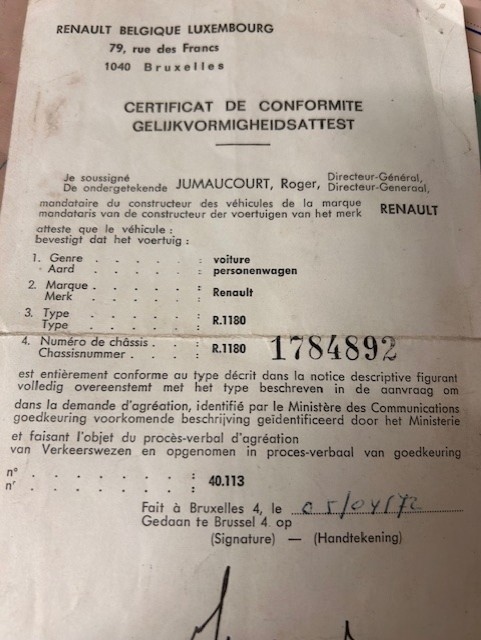 RENAULT BELGIQUE LUXEMBOURG
79, rue des Francs
1040 Bruxelles
CERTIFICAT DE CONFORMITE
GELIJKVORMIGHEIDSATTEST
Je soussigné
De ondergetekende JUMAUCOURT, Roger, Directeur-Général,
Directeur-Generaal,
mandataire du constructeur des véhicules de la marque
mandataris van de constructeur der voertuigen van het merk RENAULT
atteste que le véhicule :
bevestigt dat het voertuig :
1. Genre . . . . . : voiture
Aard . . . . . : personenwagen
2. Marque . . . . . : Renault
Merk . . . . . :
3. Type . . . . . : R.1180
Type . . . . . :
4. Numéro de châssis . . . : R.1180 1784892
Chassisnummer . . . . :
est entièrement conforme au type décrit dans la notice descriptive figurant
volledig overeenstemt met het type beschreven in de aanvraag om
dans la demande d'agréation, identifié par le Ministère des Communications
goedkeuring voorkomende beschrijving geïdentificeerd door het Ministerie
et faisant l'objet du procès-verbal d'agréation
van Verkeerswezen en opgenomen in proces-verbaal van goedkeuring
n° . . . . . . . : 40.113
nr . . . . . . . :
Fait à Bruxelles 4, le 05/04/72
Gedaan te Brussel 4. op
(Signature) — (Handtekening)